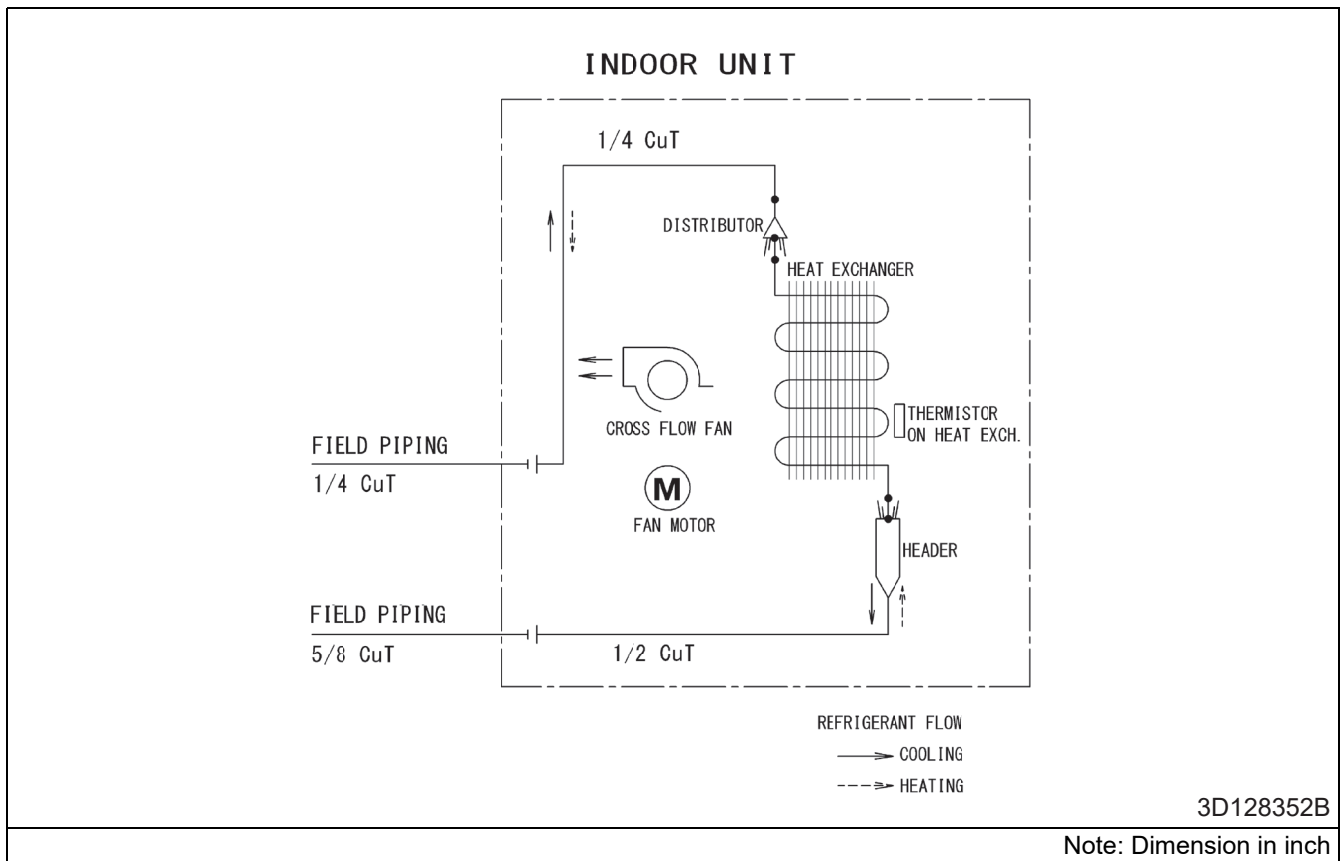 INDOOR UNIT
1/4 CuT
DISTRIBUTOR
HEAT EXCHANGER
THERMISTOR
ON HEAT EXCH.
CROSS FLOW FAN
FIELD PIPING
1/4 CuT
M
FAN MOTOR
HEADER
FIELD PIPING
5/8 CuT
1/2 CuT
REFRIGERANT FLOW
COOLING
HEATING
3D128352B
Note: Dimension in inch